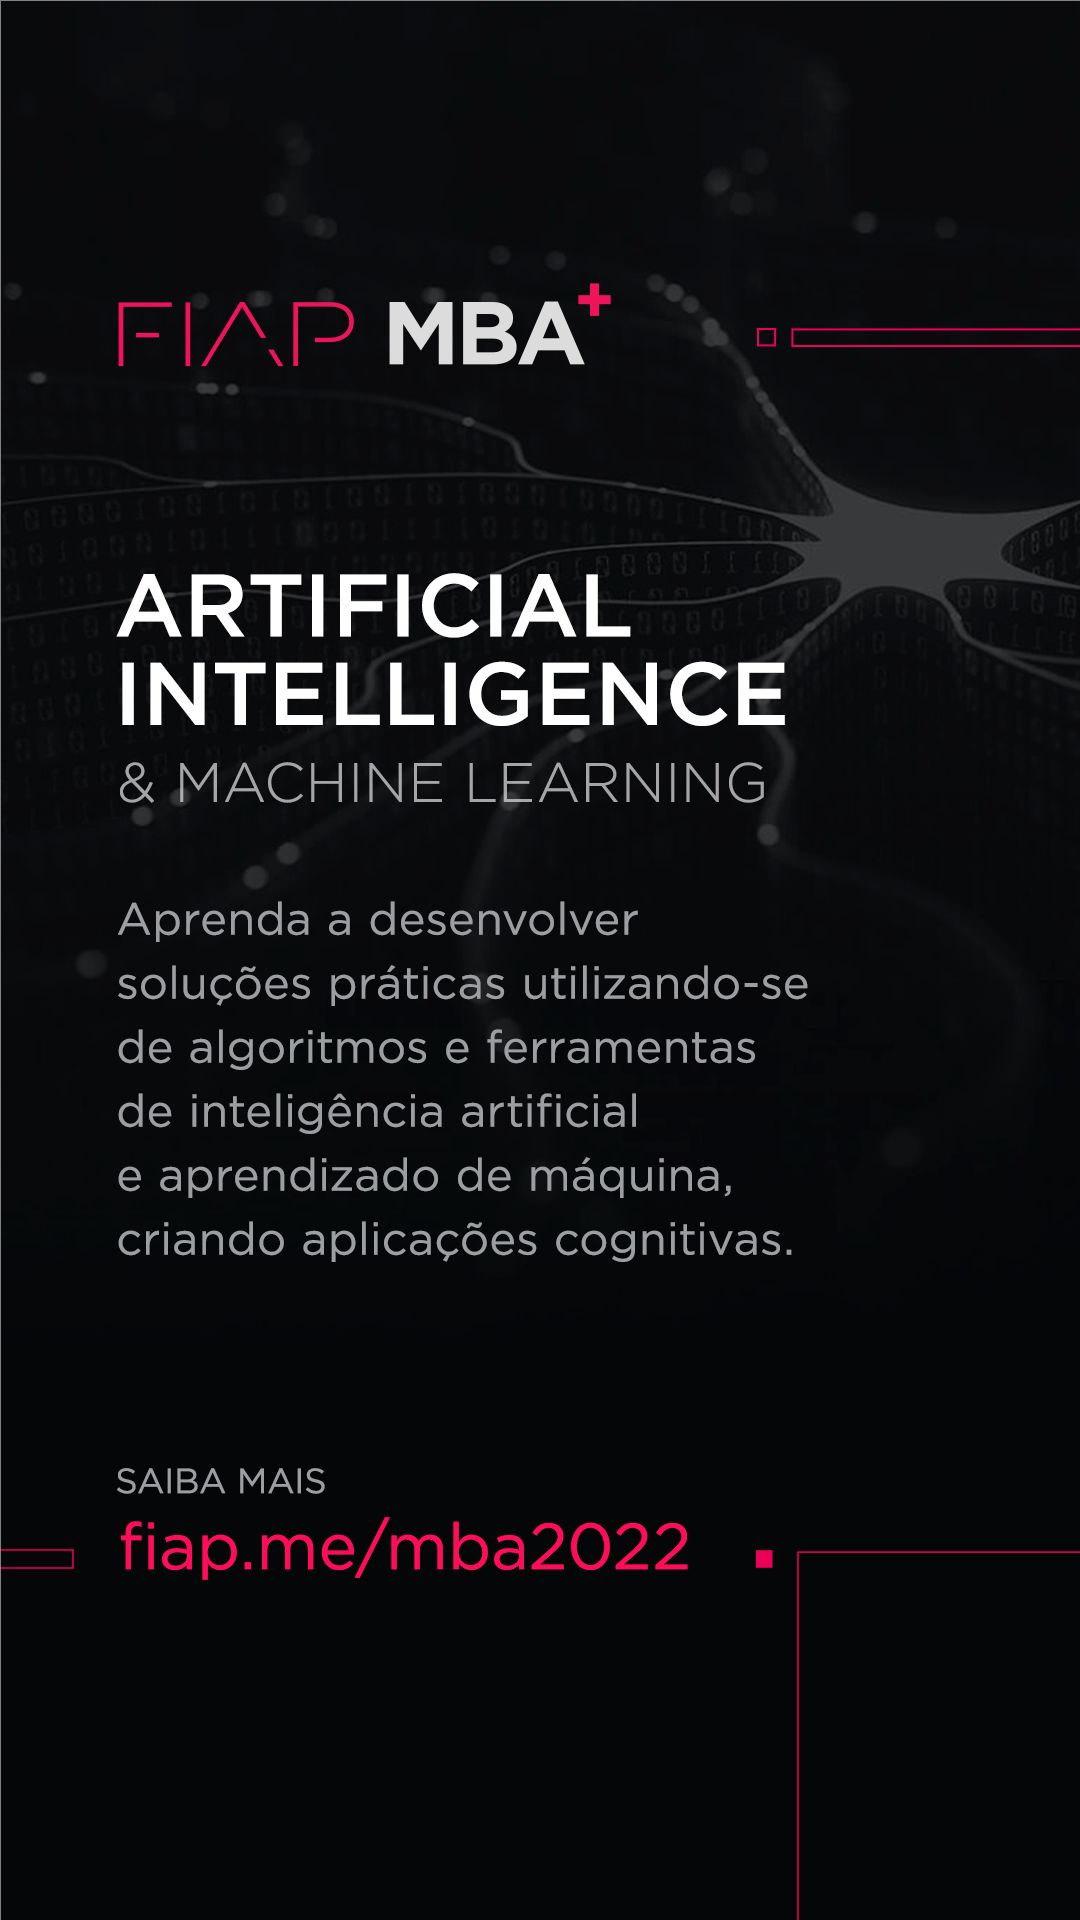 FIAP MBA+
ARTIFICIAL
INTELLIGENCE
& MACHINE LEARNING
Aprenda a desenvolver
soluções práticas utilizando-se
de algoritmos e ferramentas
de inteligência artificial
e aprendizado de máquina,
criando aplicações cognitivas.
SAIBA MAIS
fiap.me/mba2022